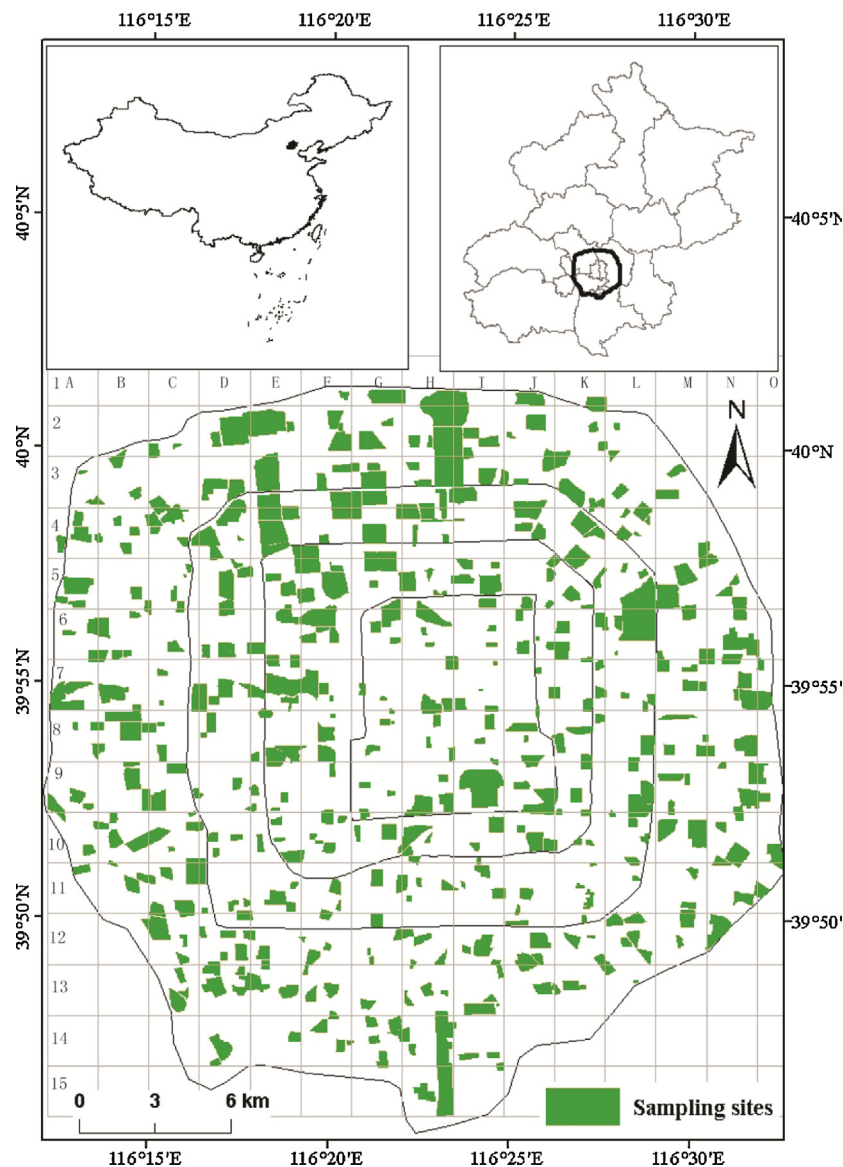 116°15'E 116°20'E 116°25'E 116°30'E
40°5'N 40°5'N
1 A B C D E F G H I J K L M N O
2
N
40°N 40°N
3
4
5
6
7
39°55'N 39°55'N
8
9
10
11
39°50'N 39°50'N
12
13
14
15
0 3 6 km
Sampling sites
116°15'E 116°20'E 116°25'E 116°30'E